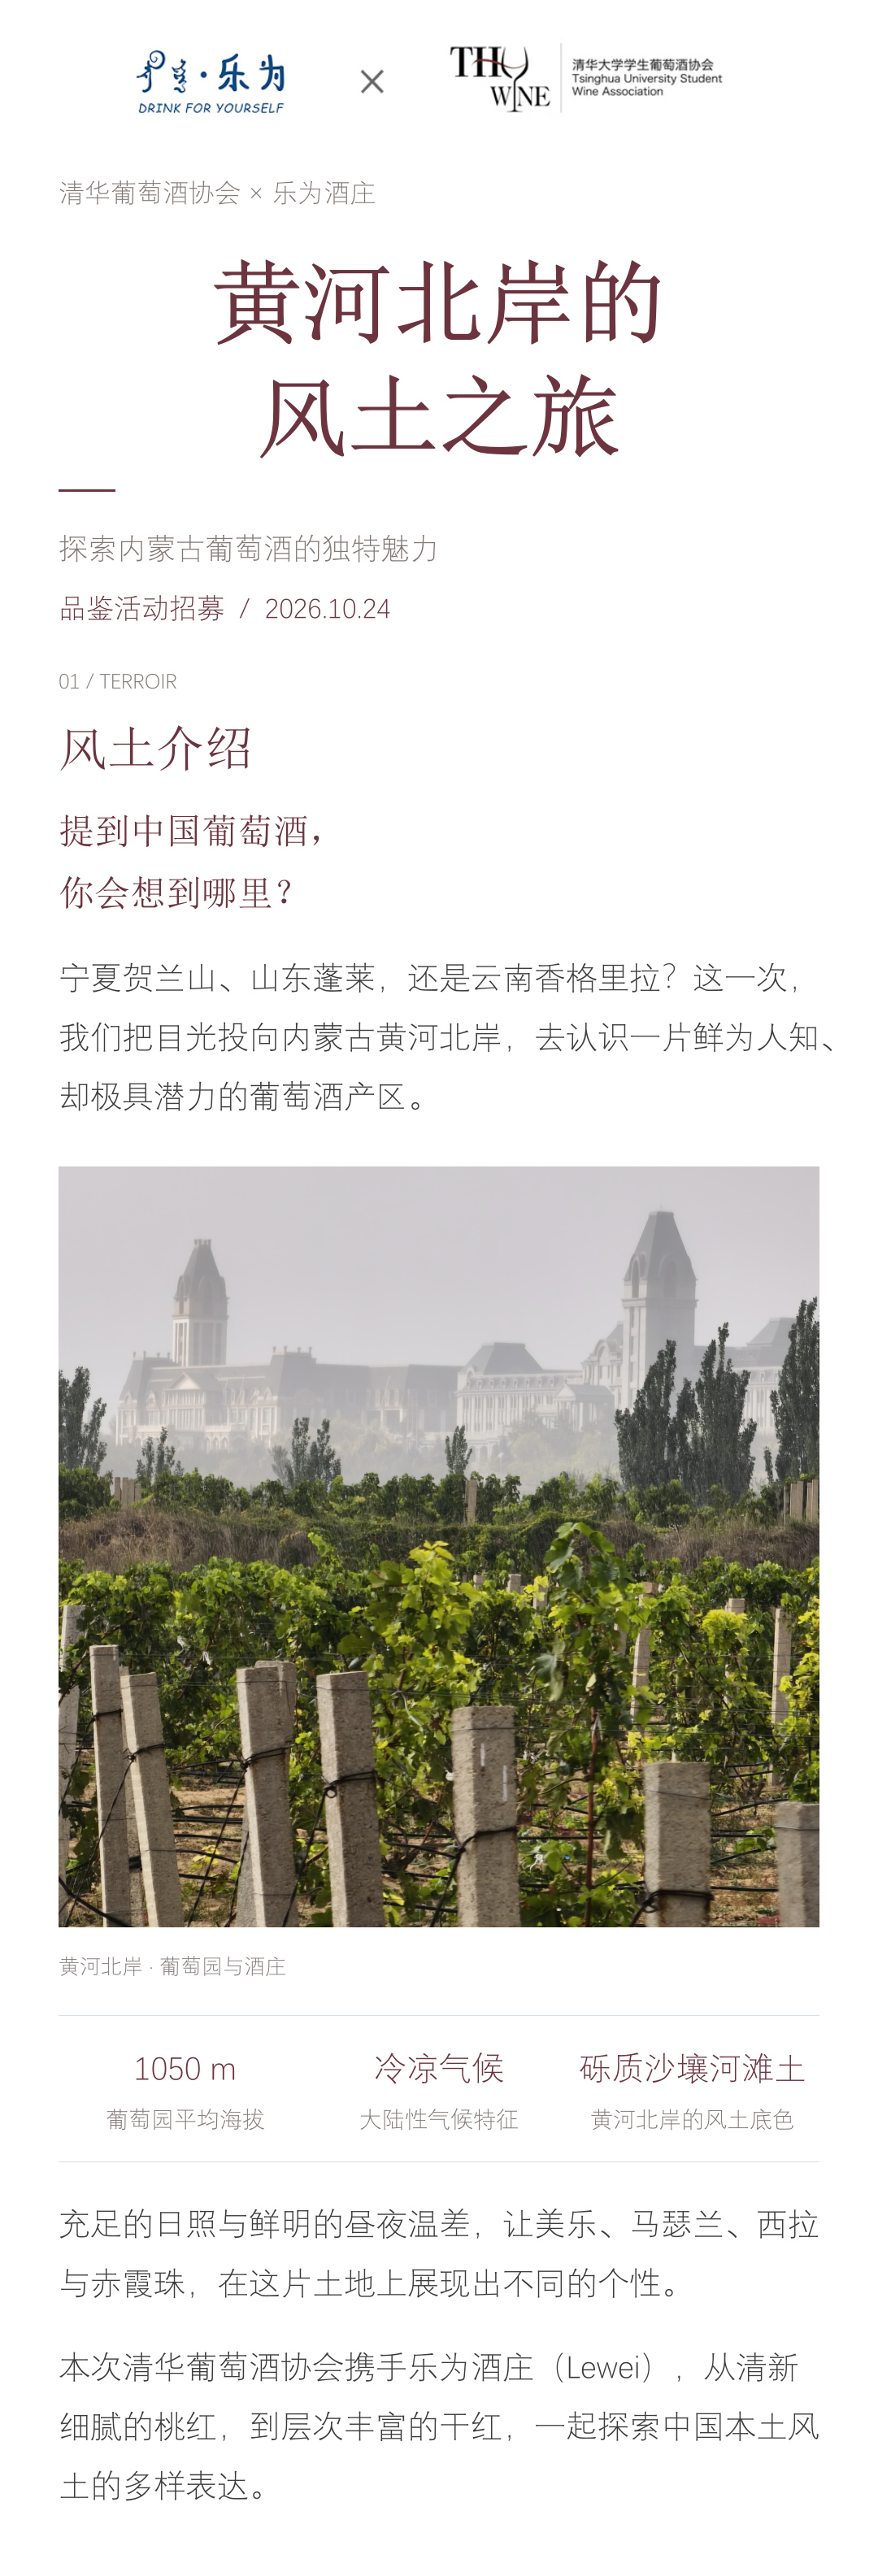 乐为
DRINK FOR YOURSELF
×
THU
WINE
清华大学学生葡萄酒协会
Tsinghua University Student
Wine Association
清华葡萄酒协会 × 乐为酒庄
黄河北岸的
风土之旅
探索内蒙古葡萄酒的独特魅力
品鉴活动招募 / 2026.10.24
01 / TERROIR
风土介绍
提到中国葡萄酒，
你会想到哪里？
宁夏贺兰山、山东蓬莱，还是云南香格里拉？这一次，
我们把目光投向内蒙古黄河北岸，去认识一片鲜为人知、
却极具潜力的葡萄酒产区。
黄河北岸 · 葡萄园与酒庄
1050 m
葡萄园平均海拔
冷凉气候
大陆性气候特征
砾质沙壤河滩土
黄河北岸的风土底色
充足的日照与鲜明的昼夜温差，让美乐、马瑟兰、西拉
与赤霞珠，在这片土地上展现出不同的个性。
本次清华葡萄酒协会携手乐为酒庄（Lewei），从清新
细腻的桃红，到层次丰富的干红，一起探索中国本土风
土的多样表达。